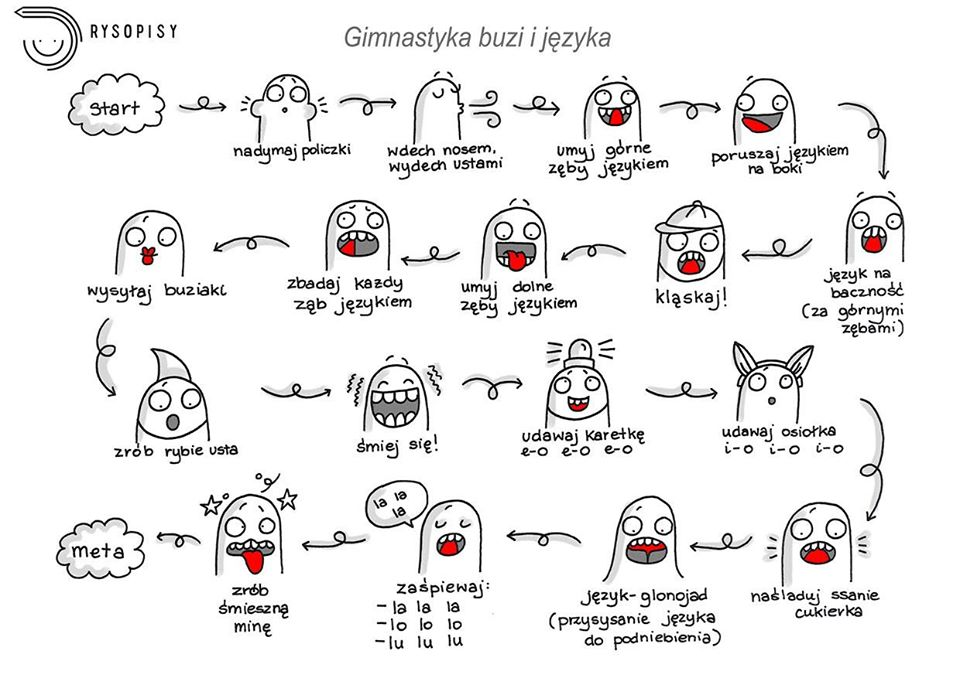 RYSOPISY
Gimnastyka buzi i języka
start
nadymaj policzki
wdech nosem,
wydech ustami
umyj górne
zęby językiem
poruszaj językiem
na boki
język na
baczność
(za górnymi
zębami)
kląskaj!
umyj dolne
zęby językiem
zbadaj każdy
ząb językiem
wysyłaj buziaki
zrób rybie usta
śmiej się!
udawaj karetkę
e-o e-o e-o
udawaj osiołka
i-o i-o i-o
naśladuj ssanie
cukierka
język-glonojad
(przysysanie języka
do podniebienia)
la la
la
zaśpiewaj:
- la la la
- lo lo lo
- lu lu lu
zrób
śmieszną
minę
meta